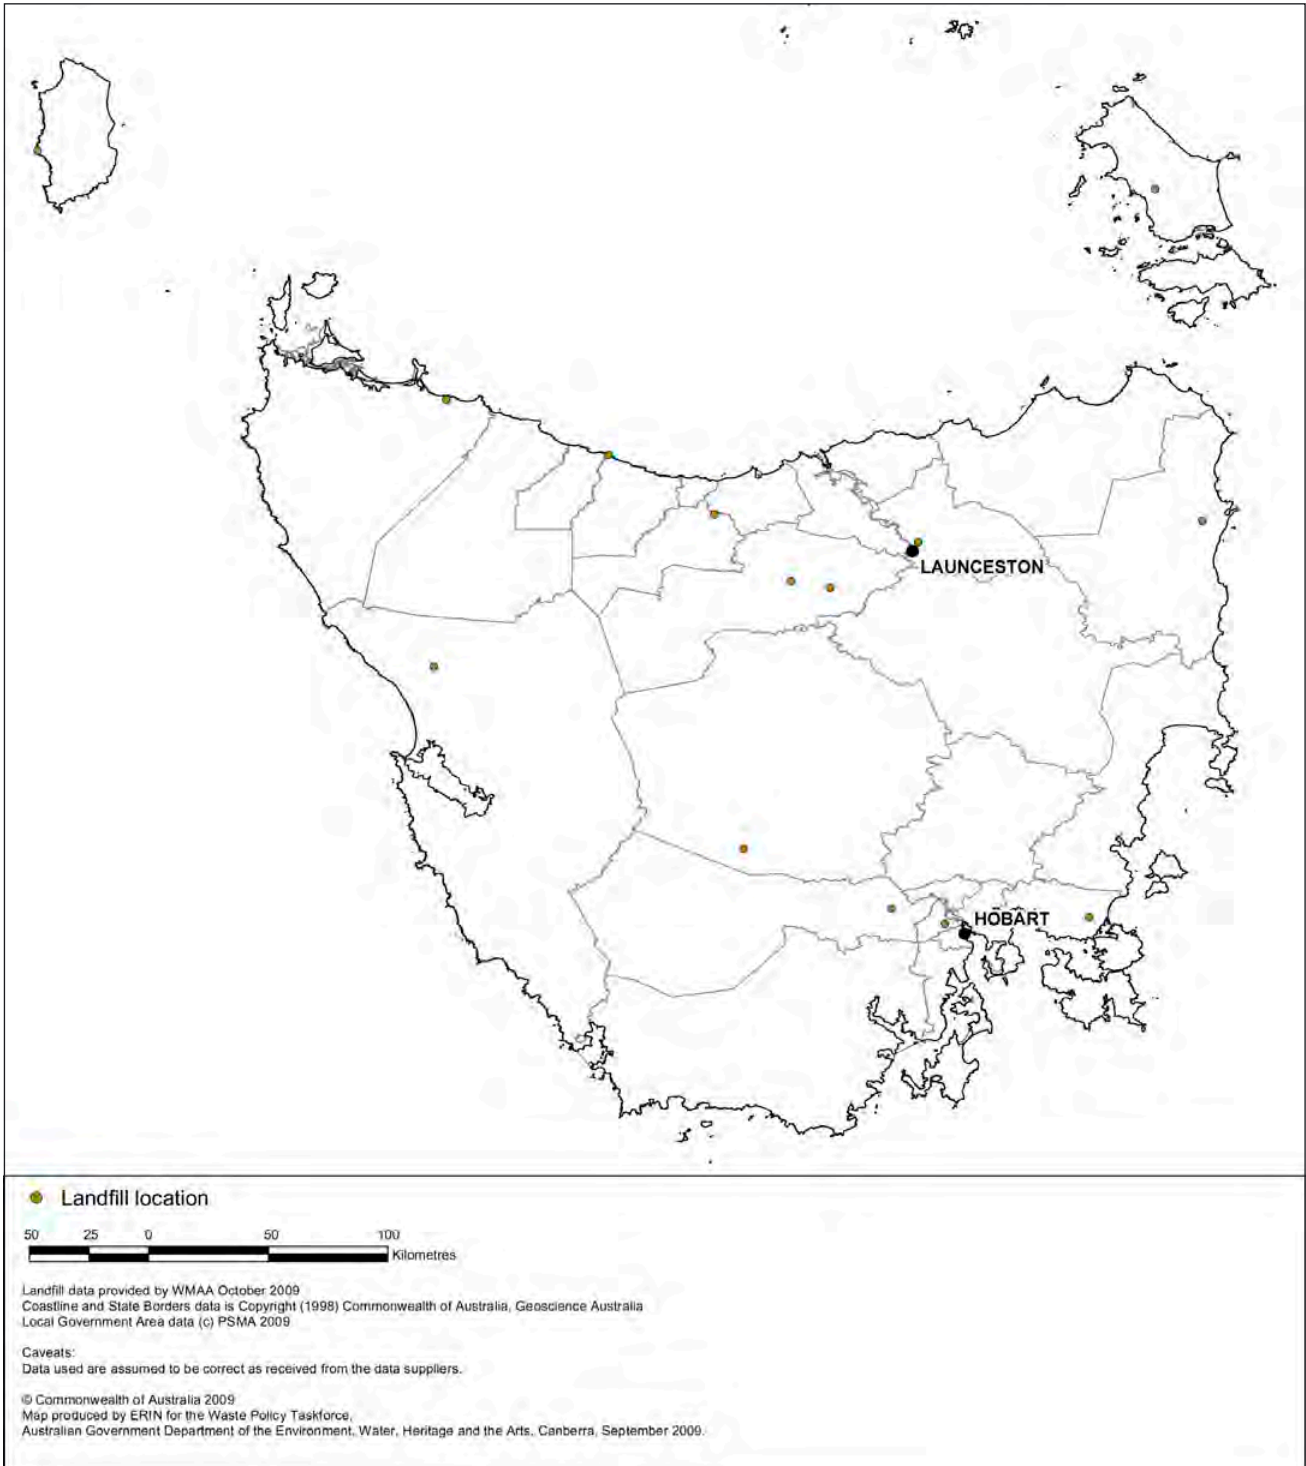 LAUNCESTON
HOBART
Landfill location
50 25 0 50 100
Kilometres
Landfill data provided by WMAA October 2009
Coastline and State Borders data is Copyright (1998) Commonwealth of Australia, Geoscience Australia
Local Government Area data (c) PSMA 2009
Caveats:
Data used are assumed to be correct as received from the data suppliers.
© Commonwealth of Australia 2009
Map produced by ERIN for the Waste Policy Taskforce,
Australian Government Department of the Environment, Water, Heritage and the Arts, Canberra, September 2009.